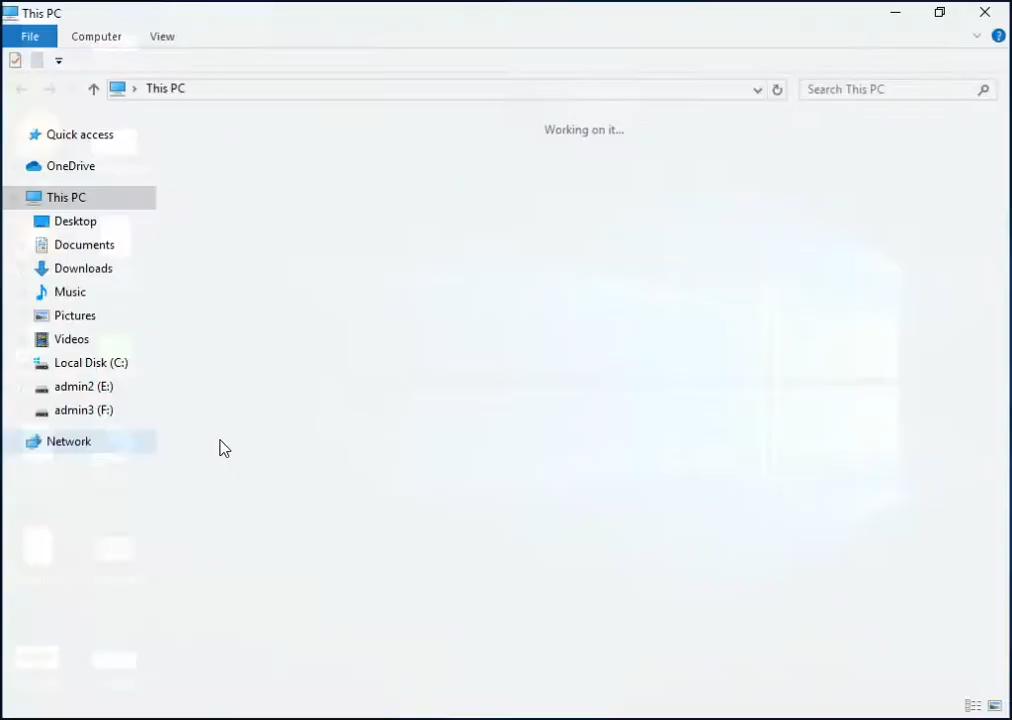 This PC
File Computer View
This PC
Search This PC
Working on it...
Quick access
OneDrive
This PC
Desktop
Documents
Downloads
Music
Pictures
Videos
Local Disk (C:)
admin2 (E:)
admin3 (F:)
Network